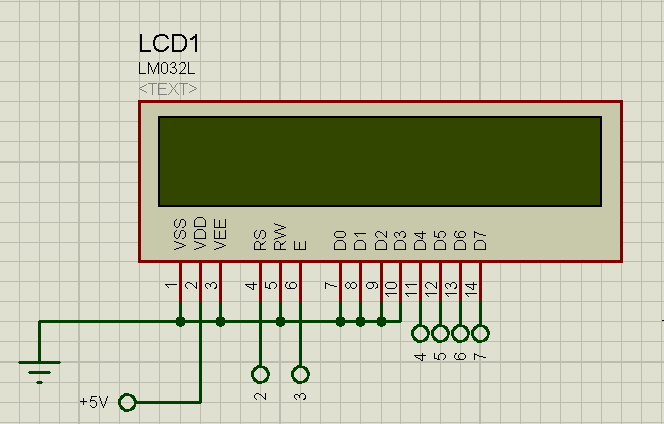 LCD1
LM032L
<TEXT>
VSS VDD VEE RS RW E D0 D1 D2 D3 D4 D5 D6 D7
1 2 3 4 5 6 7 8 9 10 11 12 13 14
4 5 6 7
2 3
+5V